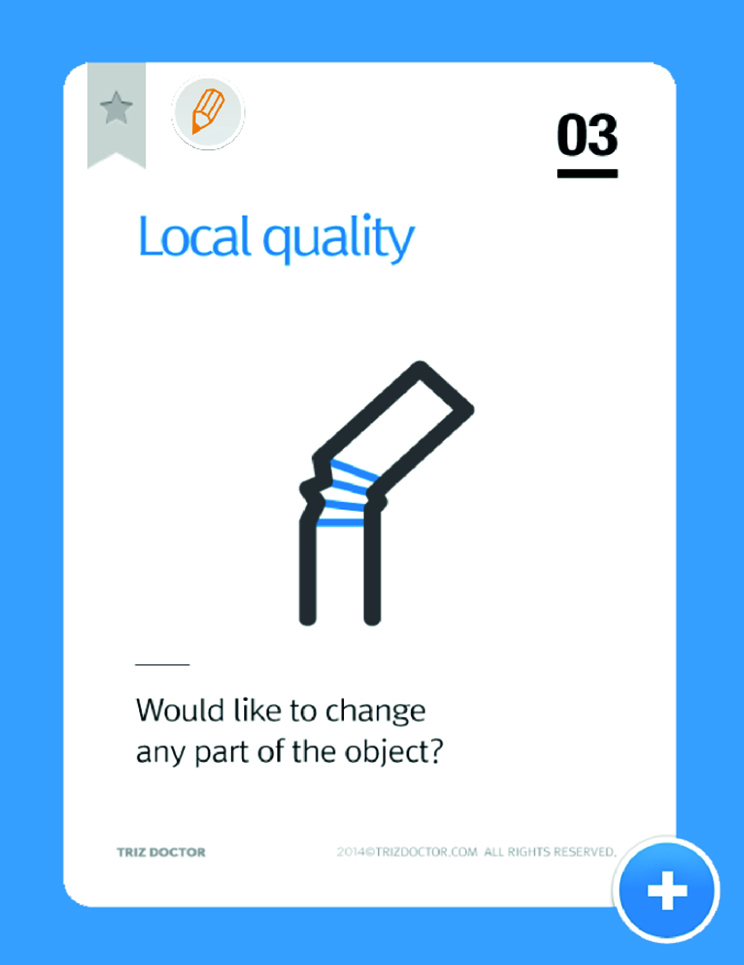 03
Local quality
Would like to change
any part of the object?
TRIZ DOCTOR
2014©TRIZDOCTOR.COM ALL RIGHTS RESERVED.